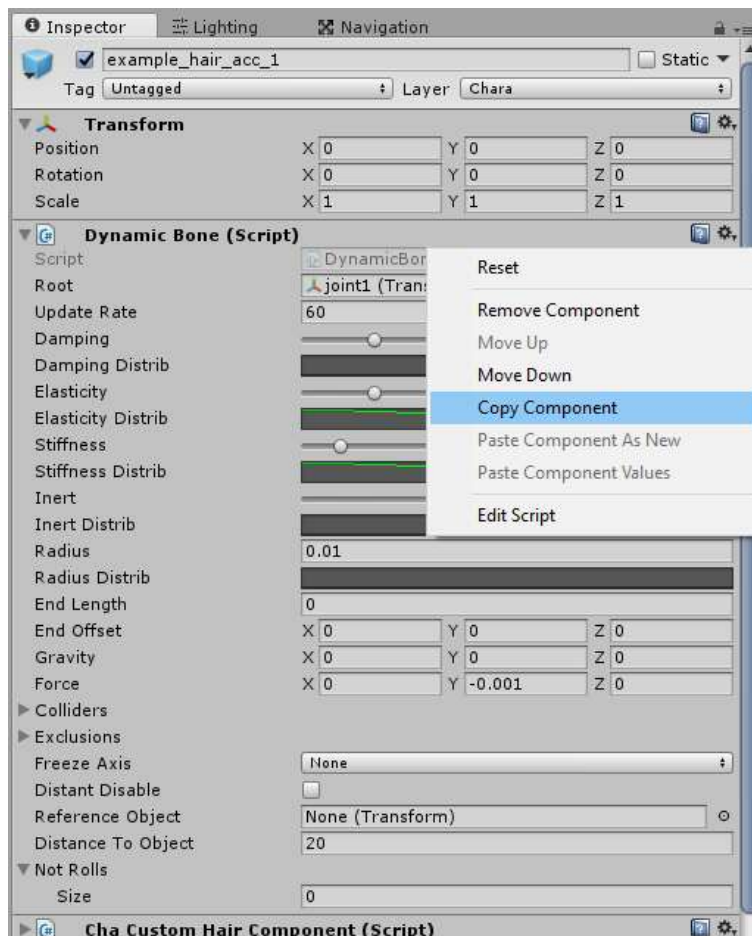 Inspector Lighting Navigation
example_hair_acc_1 Static
Tag Untagged Layer Chara
Transform
Position X 0 Y 0 Z 0
Rotation X 0 Y 0 Z 0
Scale X 1 Y 1 Z 1
Dynamic Bone (Script)
Script DynamicBon
Root joint1 (Trans
Update Rate 60
Damping
Damping Distrib
Elasticity
Elasticity Distrib
Stiffness
Stiffness Distrib
Inert
Inert Distrib
Radius 0.01
Radius Distrib
End Length 0
End Offset X 0 Y 0 Z 0
Gravity X 0 Y 0 Z 0
Force X 0 Y -0.001 Z 0
Colliders
Exclusions
Freeze Axis None
Distant Disable
Reference Object None (Transform)
Distance To Object 20
Not Rolls
Size 0
Cha Custom Hair Component (Script)
Reset
Remove Component
Move Up
Move Down
Copy Component
Paste Component As New
Paste Component Values
Edit Script